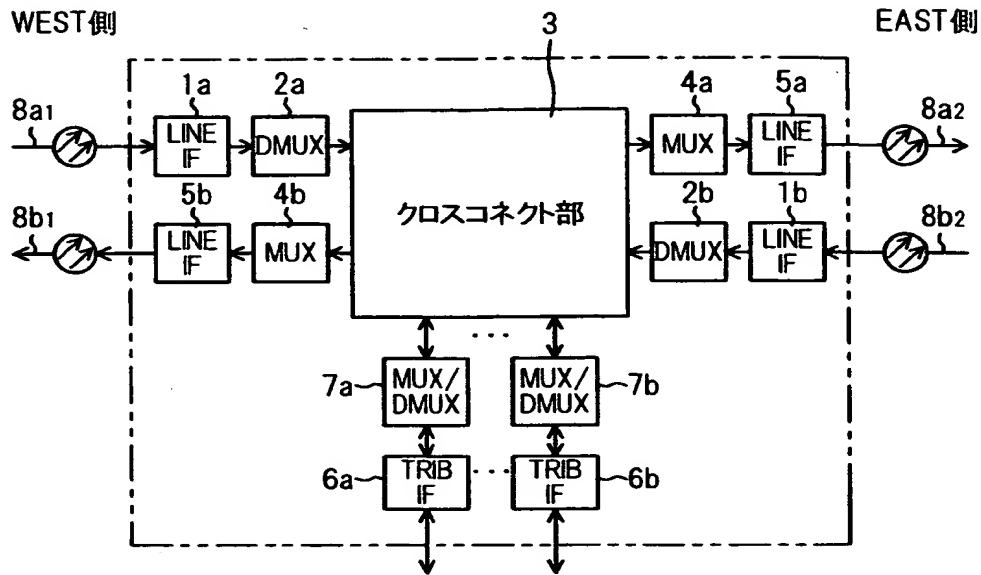 WEST側
EAST側
3
1a
2a
4a
5a
8a1
LINE
IF
DMUX
MUX
LINE
IF
8a2
クロスコネクト部
5b
4b
2b
1b
8b1
LINE
IF
MUX
DMUX
LINE
IF
8b2
...
7a
MUX/
DMUX
MUX/
DMUX
7b
6a
TRIB
IF
...
TRIB
IF
6b